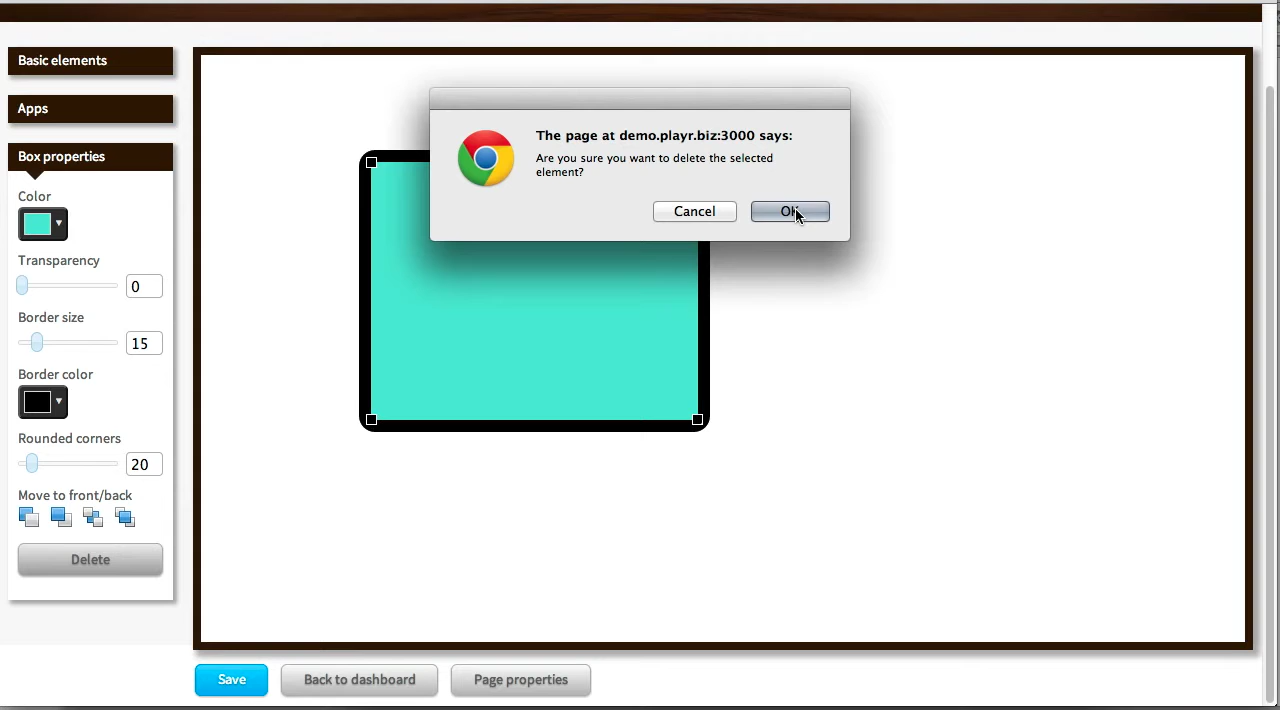 Basic elements
Apps
Box properties
Color
Transparency
0
Border size
15
Border color
Rounded corners
20
Move to front/back
Delete
The page at demo.playr.biz:3000 says:
Are you sure you want to delete the selected
element?
Cancel
OK
Save
Back to dashboard
Page properties